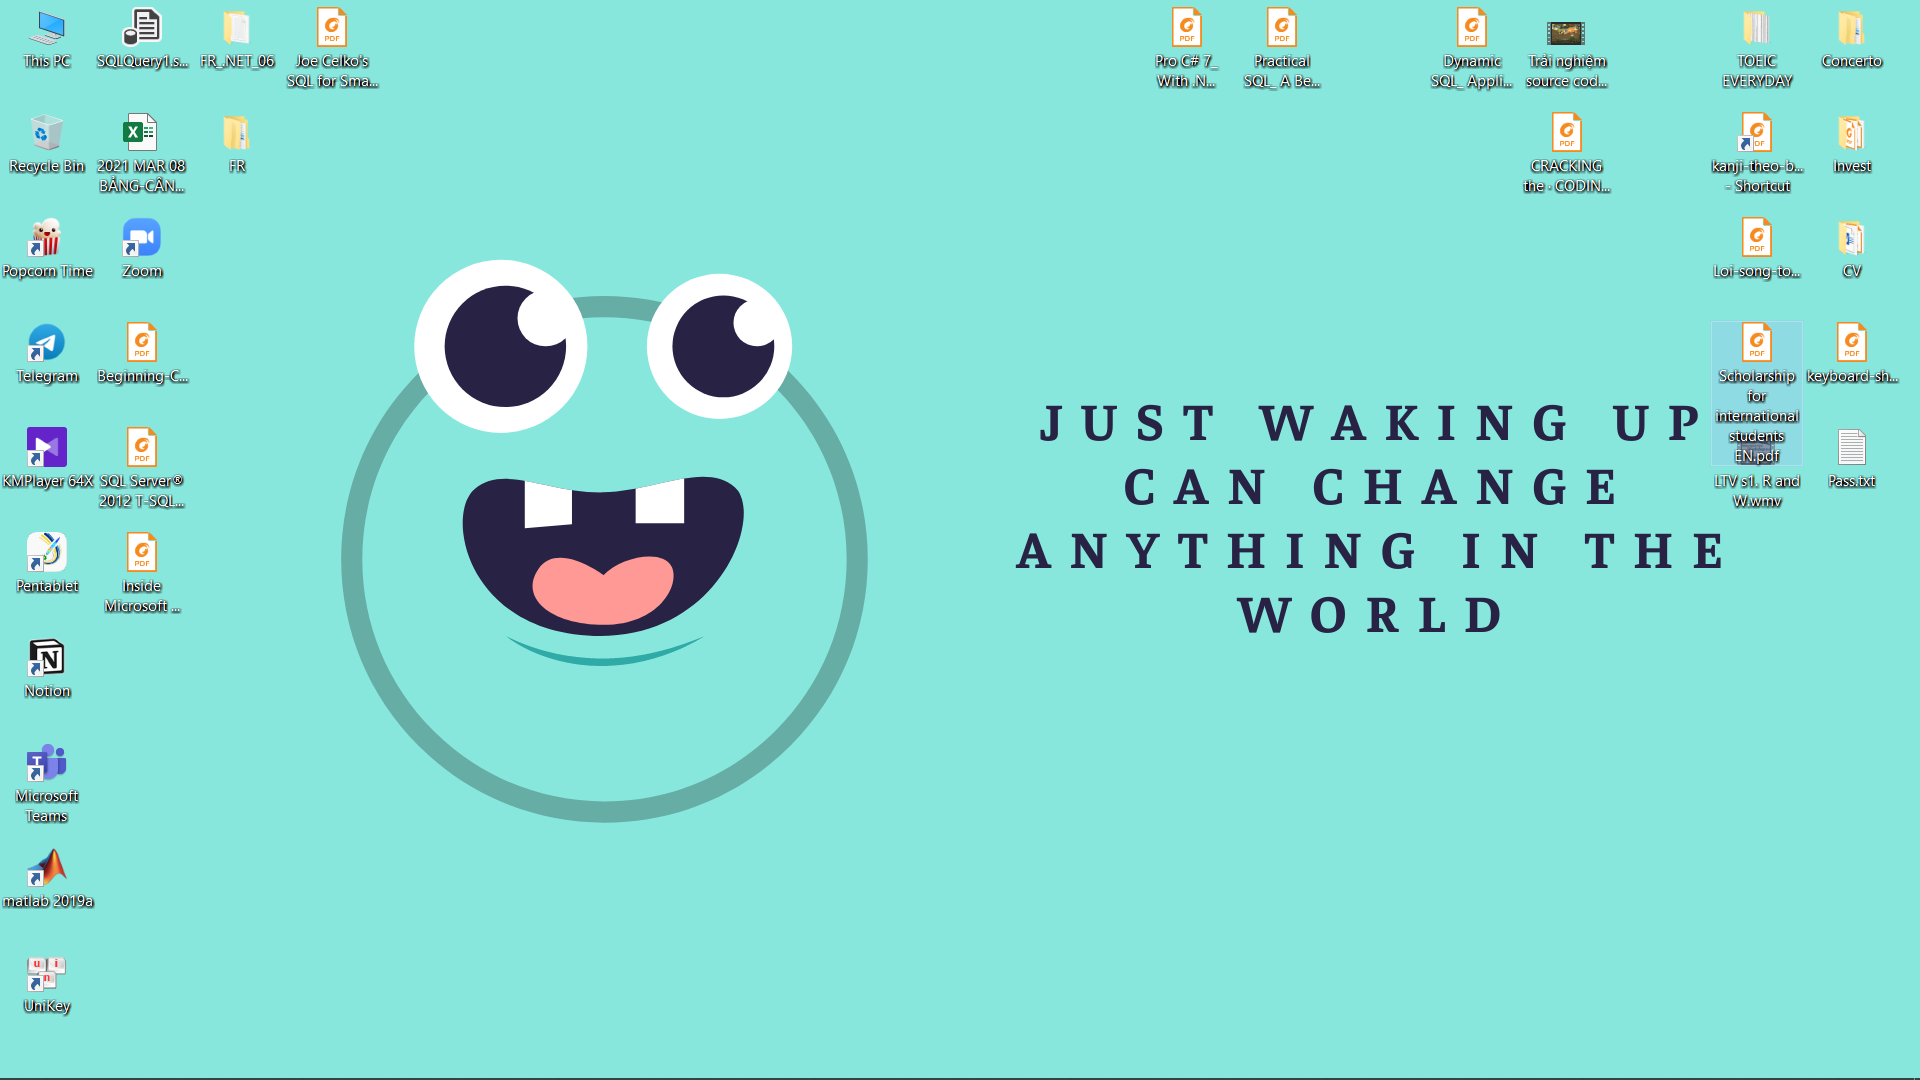 This PC
SQLQuery1.s...
FR_.NET_06
Joe Celko's
SQL for Sma...
Pro C# 7_
With .N...
Practical
SQL_ A Be...
Dynamic
SQL_ Appli...
Trải nghiệm
source cod...
TOEIC
EVERYDAY
Concerto
Recycle Bin
2021 MAR 08
BẢNG-CÂN...
FR
CRACKING
the · CODIN...
kanji-theo-b...
- Shortcut
Invest
Popcorn Time
Zoom
Loi-song-to...
CV
Telegram
Beginning-C...
Scholarship
for
international
students
EN.pdf
keyboard-sh...
KMPlayer 64X
SQL Server®
2012 T-SQL...
LTV s1. R and
W.wmv
Pass.txt
Pentablet
Inside
Microsoft ...
Notion
Microsoft
Teams
matlab 2019a
UniKey
JUST WAKING UP
CAN CHANGE
ANYTHING IN THE
WORLD